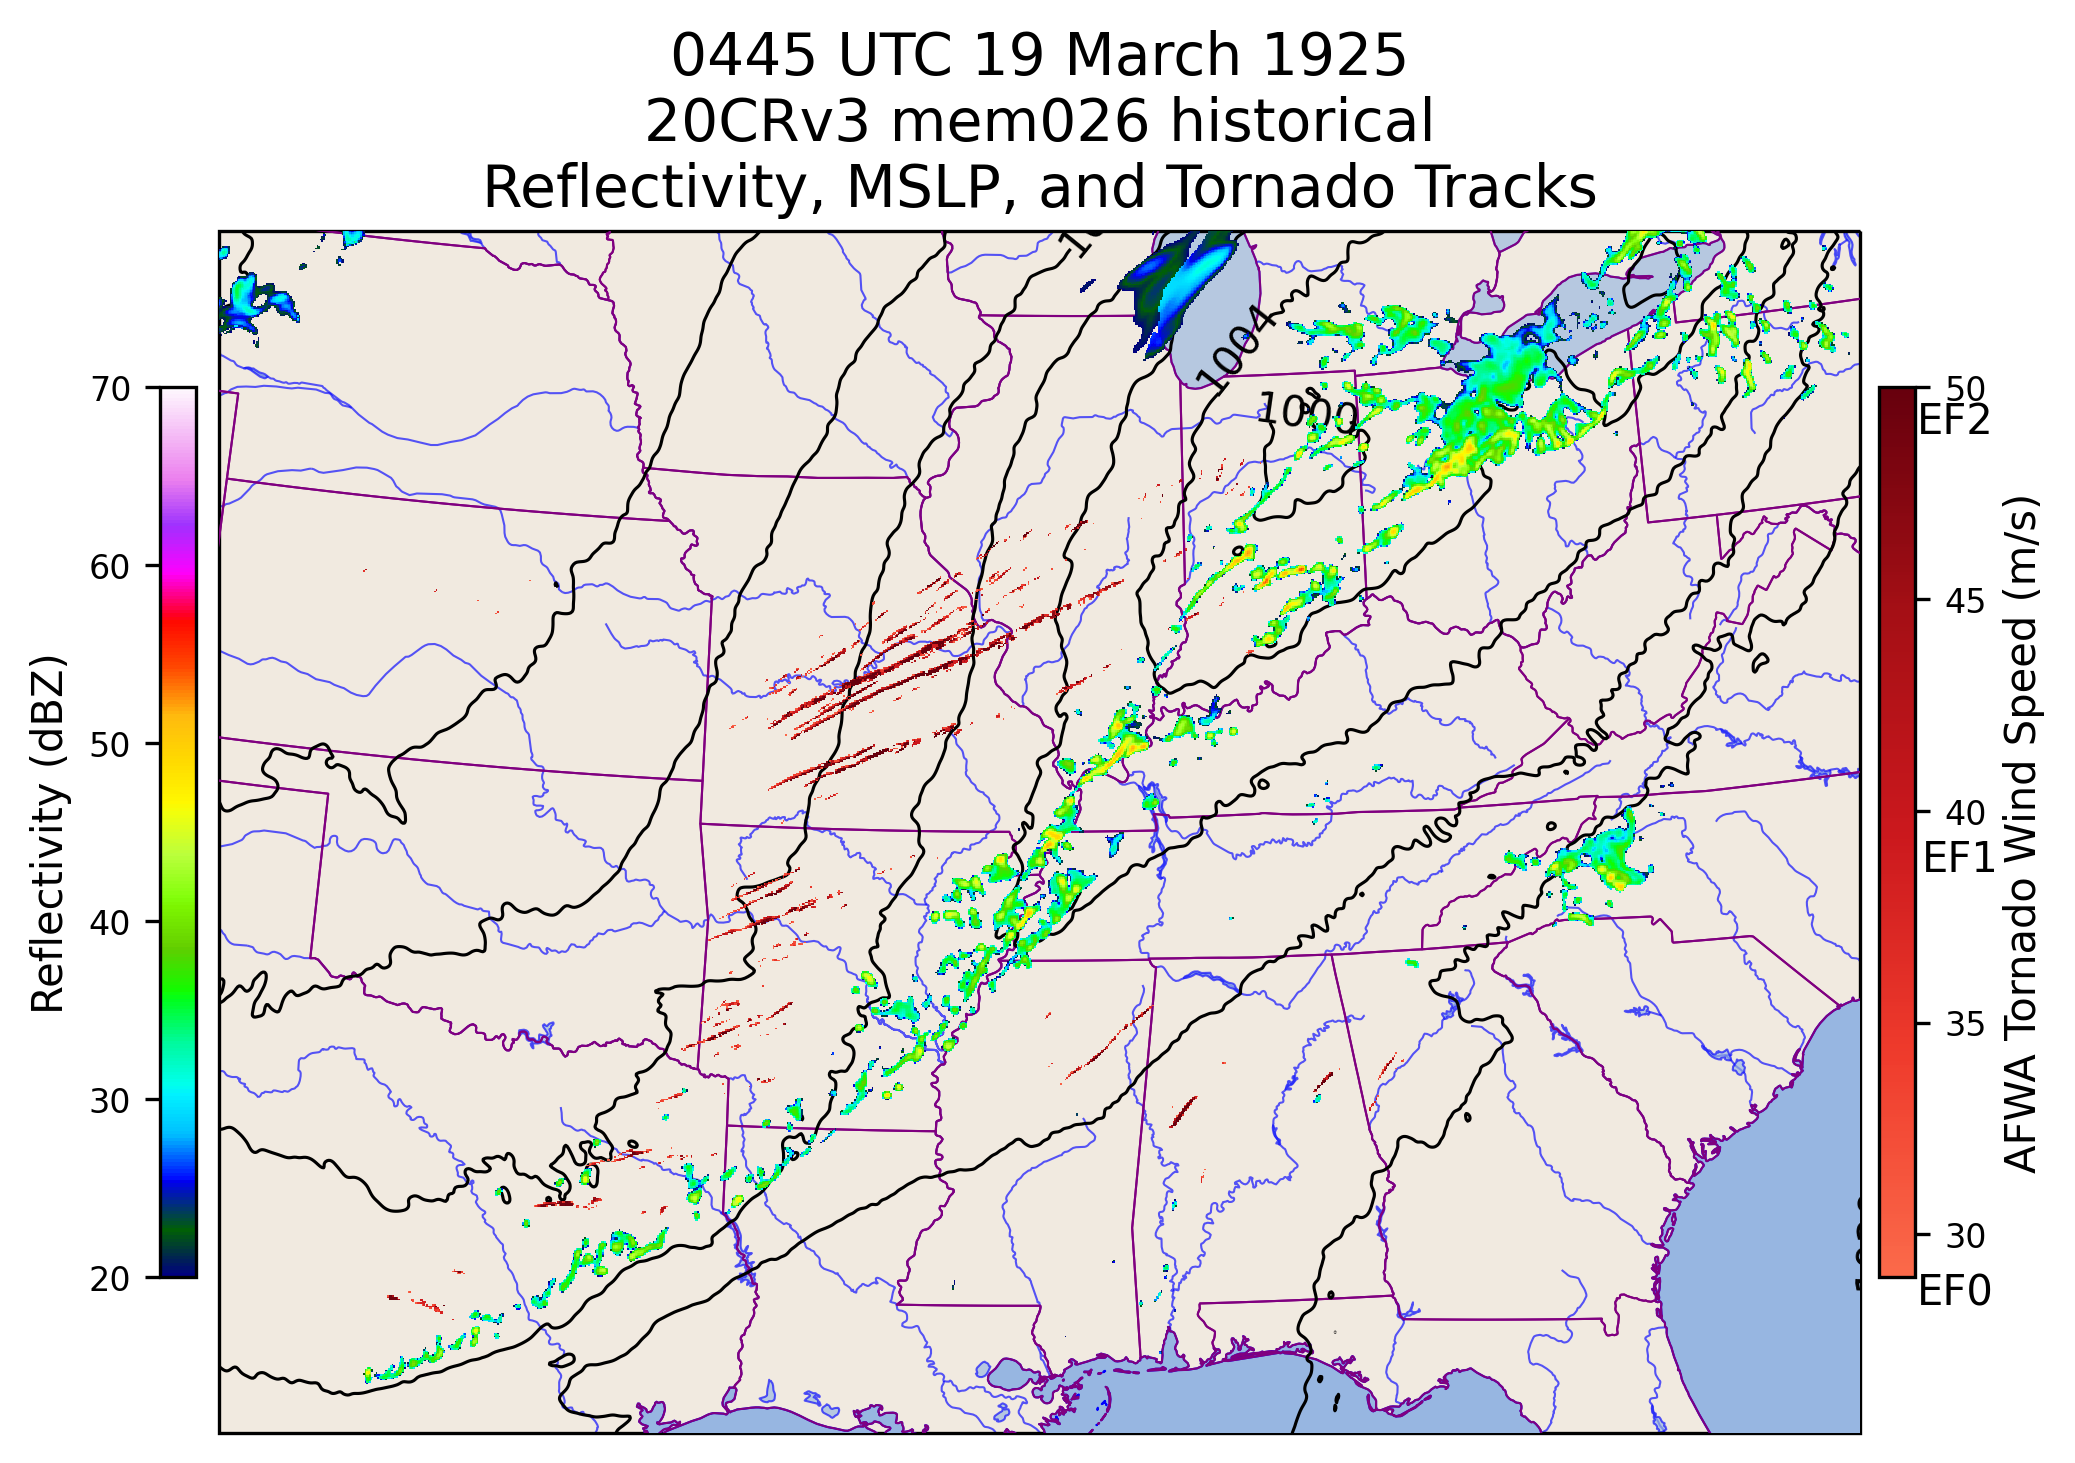 0445 UTC 19 March 1925
20CRv3 mem026 historical
Reflectivity, MSLP, and Tornado Tracks
1004
1000
70
60
50
40
30
20
Reflectivity (dBZ)
50
EF2
45
40
EF1
35
30
EF0
AFWA Tornado Wind Speed (m/s)